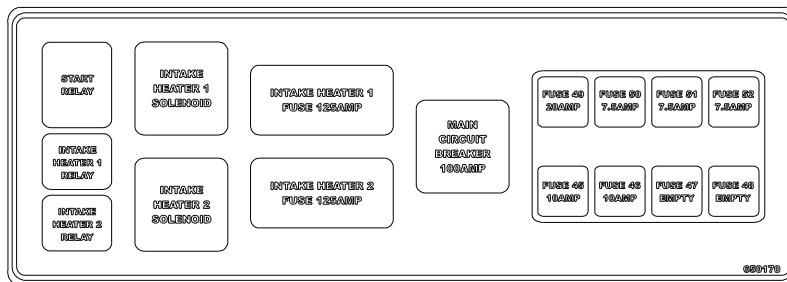 START
RELAY
INTAKE
HEATER 1
RELAY
INTAKE
HEATER 2
RELAY
INTAKE
HEATER 1
SOLENOID
INTAKE
HEATER 2
SOLENOID
INTAKE HEATER 1
FUSE 125AMP
INTAKE HEATER 2
FUSE 125AMP
MAIN
CIRCUIT
BREAKER
100AMP
FUSE 49
20AMP
FUSE 50
7.5AMP
FUSE 51
7.5AMP
FUSE 52
7.5AMP
FUSE 45
10AMP
FUSE 46
10AMP
FUSE 47
EMPTY
FUSE 48
EMPTY
650170